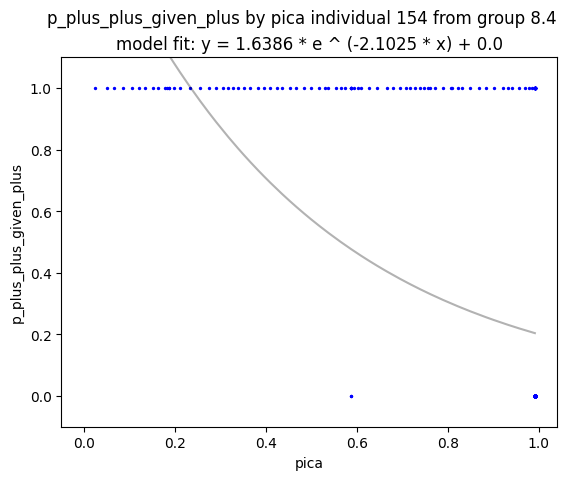 p_plus_plus_given_plus by pica individual 154 from group 8.4
model fit: y = 1.6386 * e ^ (-2.1025 * x) + 0.0
p_plus_plus_given_plus
1.0
0.8
0.6
0.4
0.2
0.0
0.0 0.2 0.4 0.6 0.8 1.0
pica